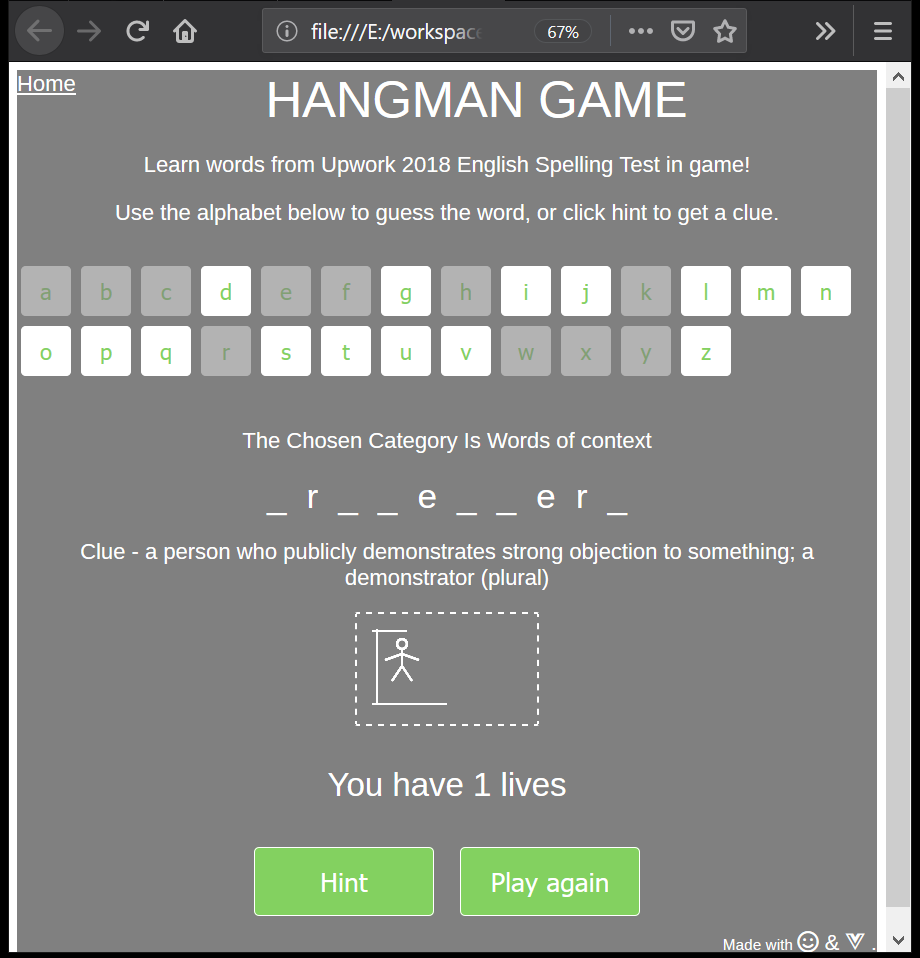 file:///E:/workspace 67%
Home
HANGMAN GAME
Learn words from Upwork 2018 English Spelling Test in game!
Use the alphabet below to guess the word, or click hint to get a clue.
a b c d e f g h i j k l m n
o p q r s t u v w x y z
The Chosen Category Is Words of context
_ r _ _ e _ _ e r _
Clue - a person who publicly demonstrates strong objection to something; a
demonstrator (plural)
You have 1 lives
Hint Play again
Made with & .